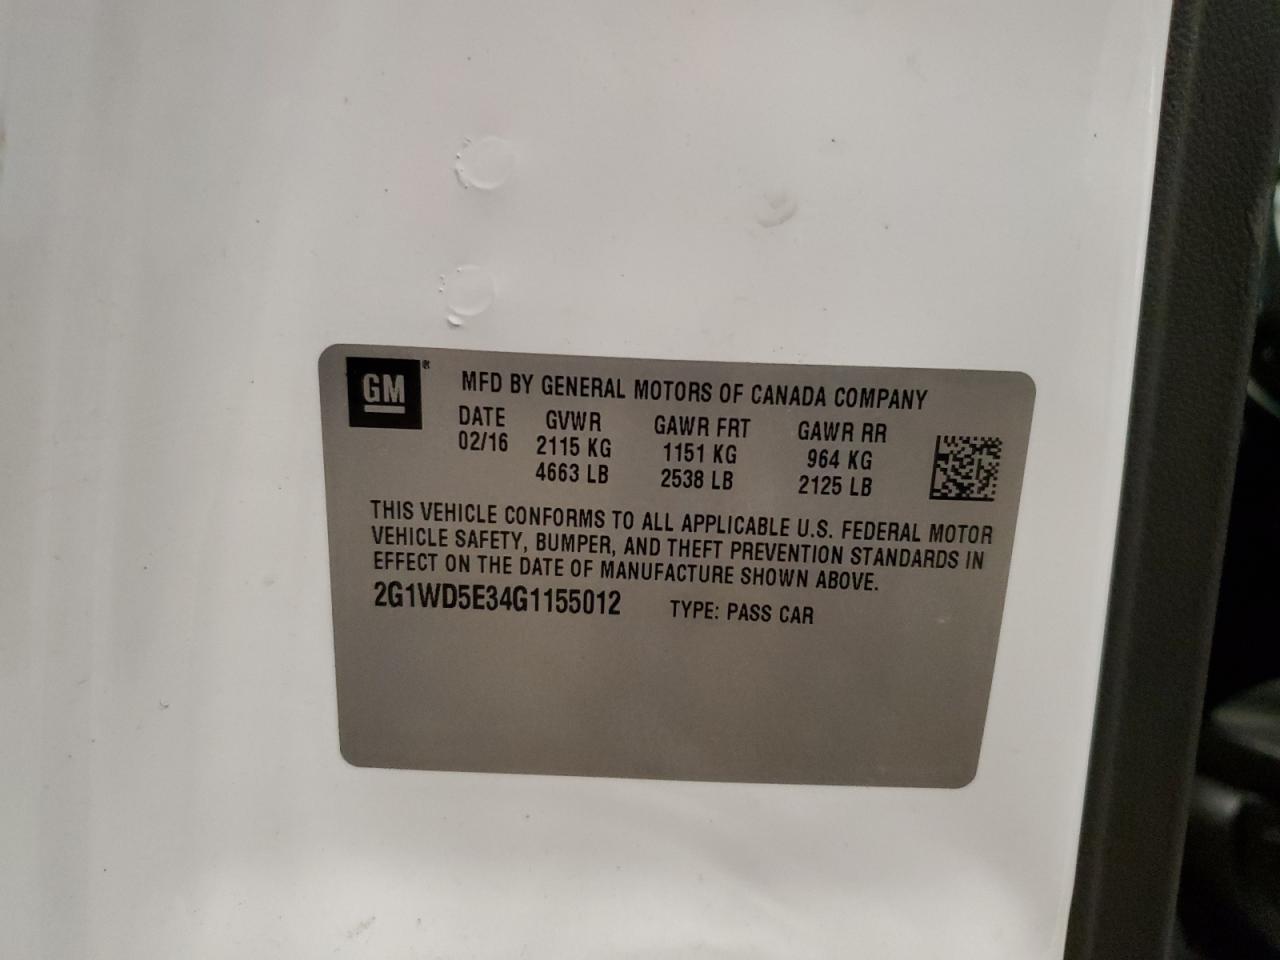 GM®
MFD BY GENERAL MOTORS OF CANADA COMPANY
DATE GVWR GAWR FRT GAWR RR
02/16 2115 KG 1151 KG 964 KG
4663 LB 2538 LB 2125 LB
THIS VEHICLE CONFORMS TO ALL APPLICABLE U.S. FEDERAL MOTOR
VEHICLE SAFETY, BUMPER, AND THEFT PREVENTION STANDARDS IN
EFFECT ON THE DATE OF MANUFACTURE SHOWN ABOVE.
2G1WD5E34G1155012 TYPE: PASS CAR